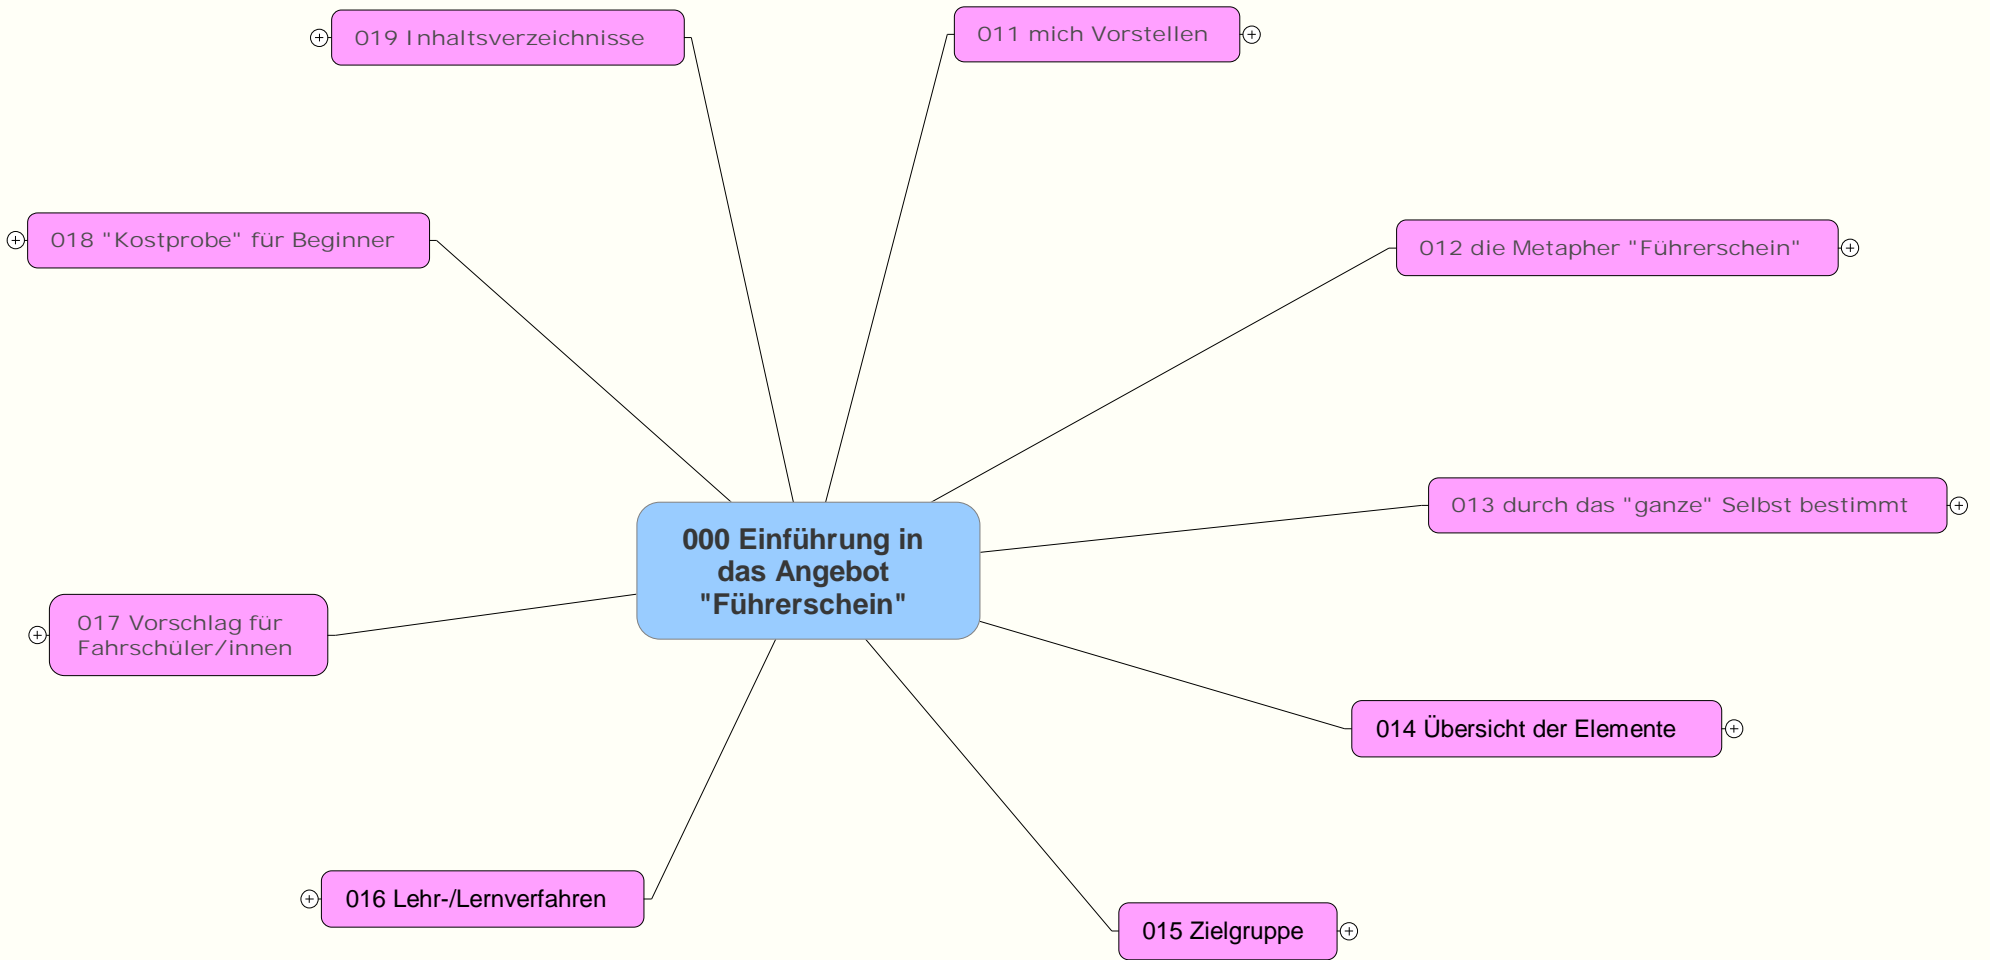 000 Einführung in
das Angebot
"Führerschein"
011 mich Vorstellen
012 die Metapher "Führerschein"
013 durch das "ganze" Selbst bestimmt
014 Übersicht der Elemente
015 Zielgruppe
016 Lehr-/Lernverfahren
017 Vorschlag für
Fahrschüler/innen
018 "Kostprobe" für Beginner
019 Inhaltsverzeichnisse